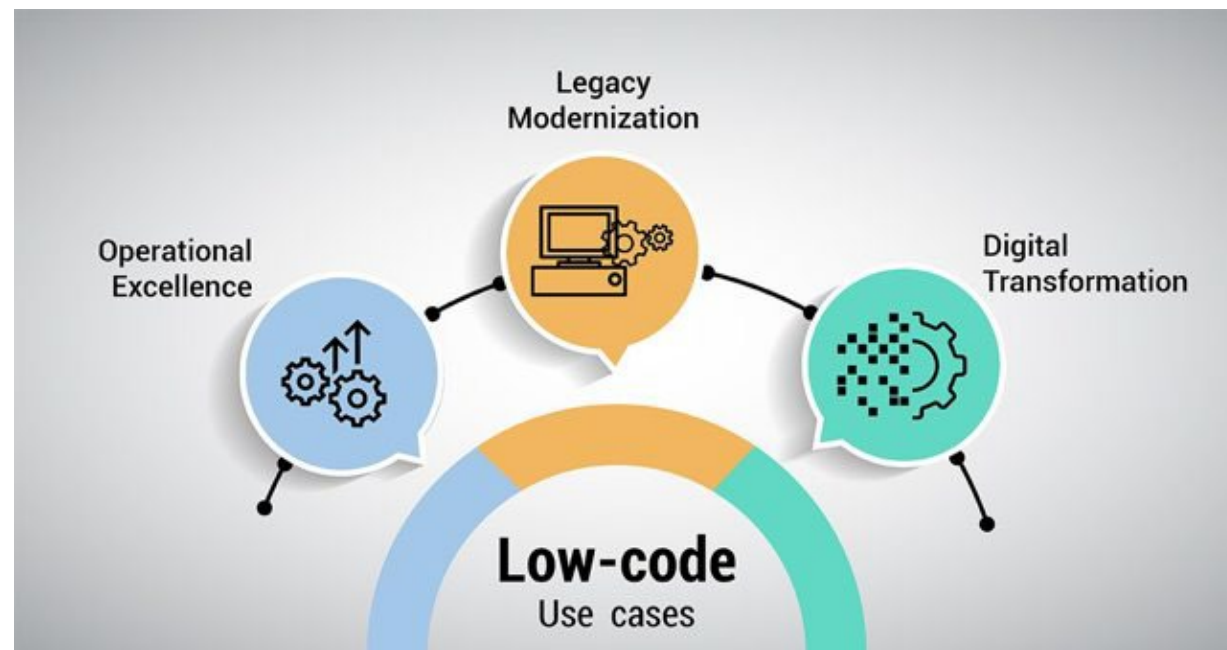 Legacy
Modernization
Operational
Excellence
Digital
Transformation
Low-code
Use cases